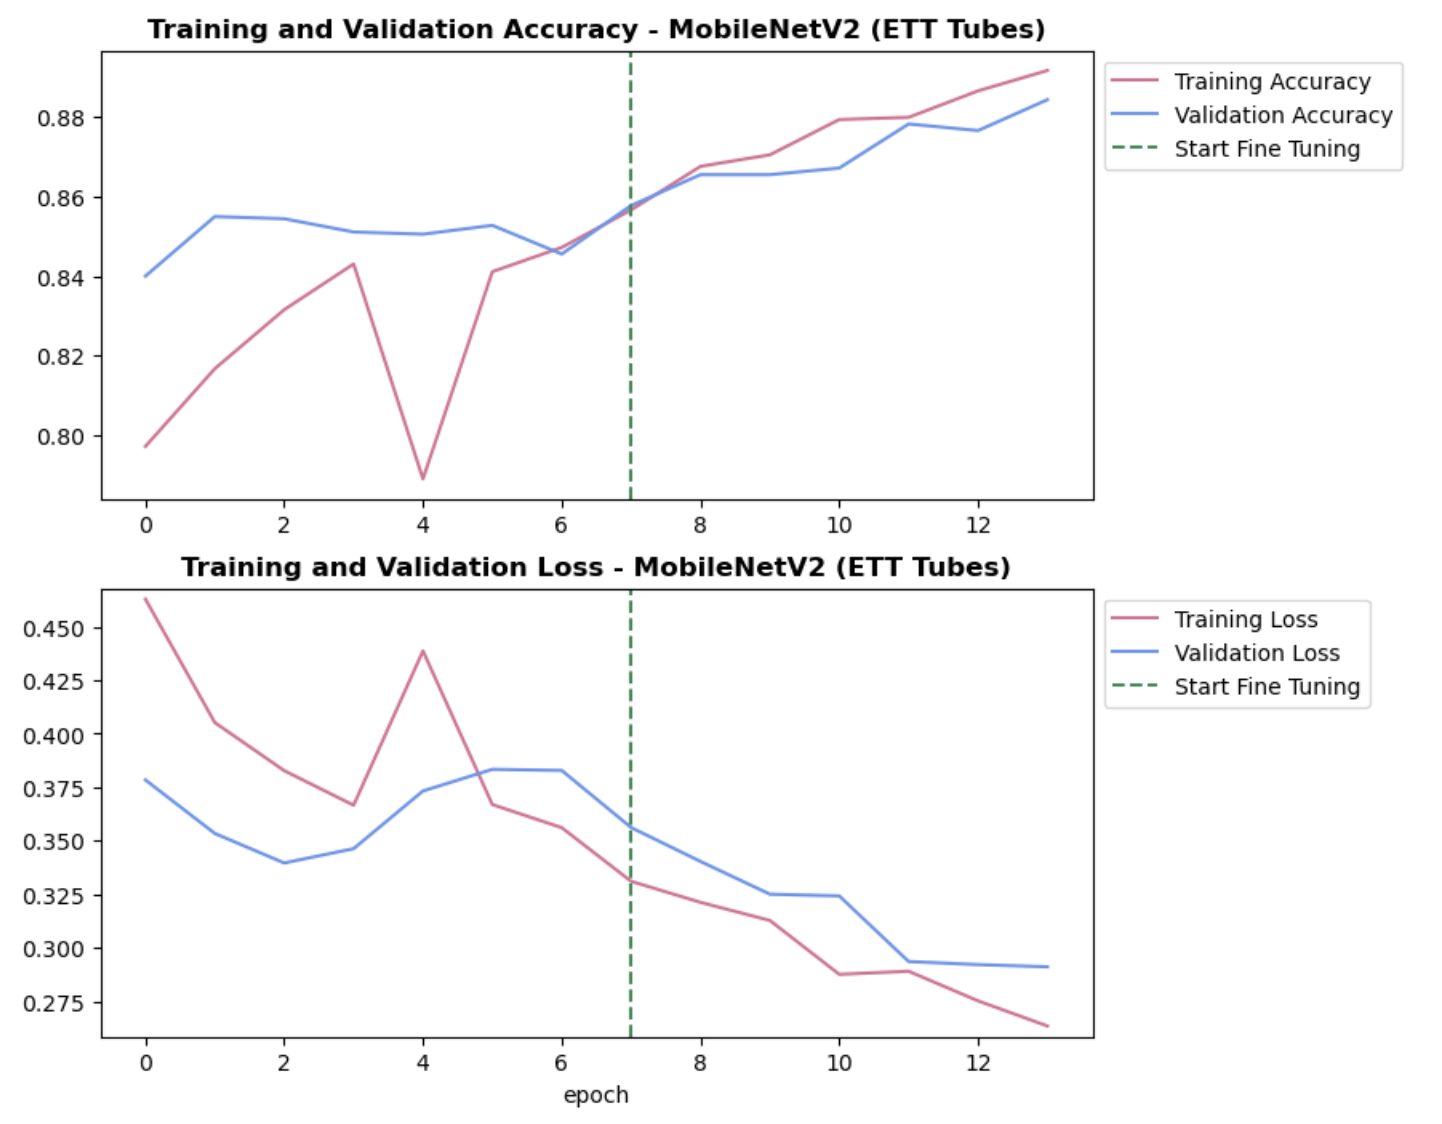 Training and Validation Accuracy - MobileNetV2 (ETT Tubes)
Training Accuracy
Validation Accuracy
Start Fine Tuning
0.88
0.86
0.84
0.82
0.80
0 2 4 6 8 10 12
Training and Validation Loss - MobileNetV2 (ETT Tubes)
Training Loss
Validation Loss
Start Fine Tuning
0.450
0.425
0.400
0.375
0.350
0.325
0.300
0.275
0 2 4 6 8 10 12
epoch